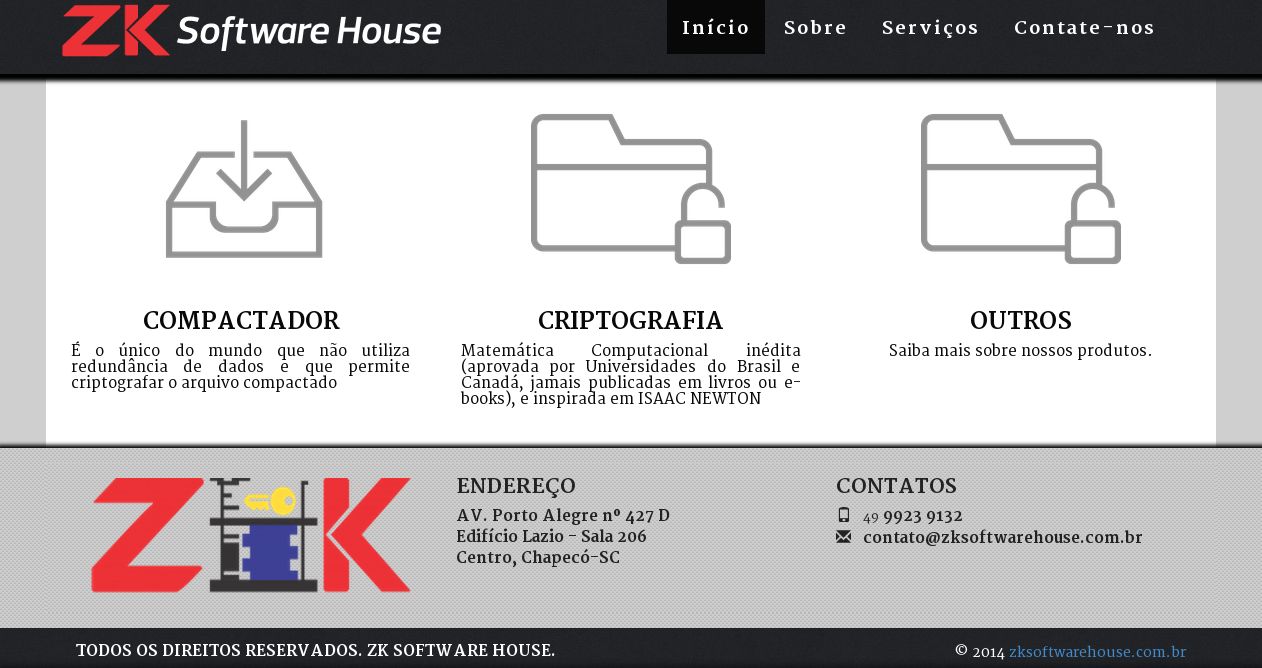 ZK Software House
Início Sobre Serviços Contate-nos
COMPACTADOR
É o único do mundo que não utiliza
redundância de dados e que permite
criptografar o arquivo compactado
CRIPTOGRAFIA
Matemática Computacional inédita
(aprovada por Universidades do Brasil e
Canadá, jamais publicadas em livros ou e-
books), e inspirada em ISAAC NEWTON
OUTROS
Saiba mais sobre nossos produtos.
ZK
ENDEREÇO
AV. Porto Alegre nº 427 D
Edifício Lazio - Sala 206
Centro, Chapecó-SC
CONTATOS
49 9923 9132
contato@zksoftwarehouse.com.br
TODOS OS DIREITOS RESERVADOS. ZK SOFTWARE HOUSE.
© 2014 zksoftwarehouse.com.br